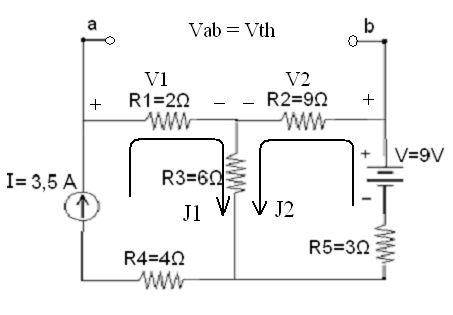 a
Vab = Vth
b
V1
V2
+ R1=2Ω − − R2=9Ω +
+
V=9V
−
R3=6Ω
I= 3,5 A
J1
J2
R5=3Ω
R4=4Ω